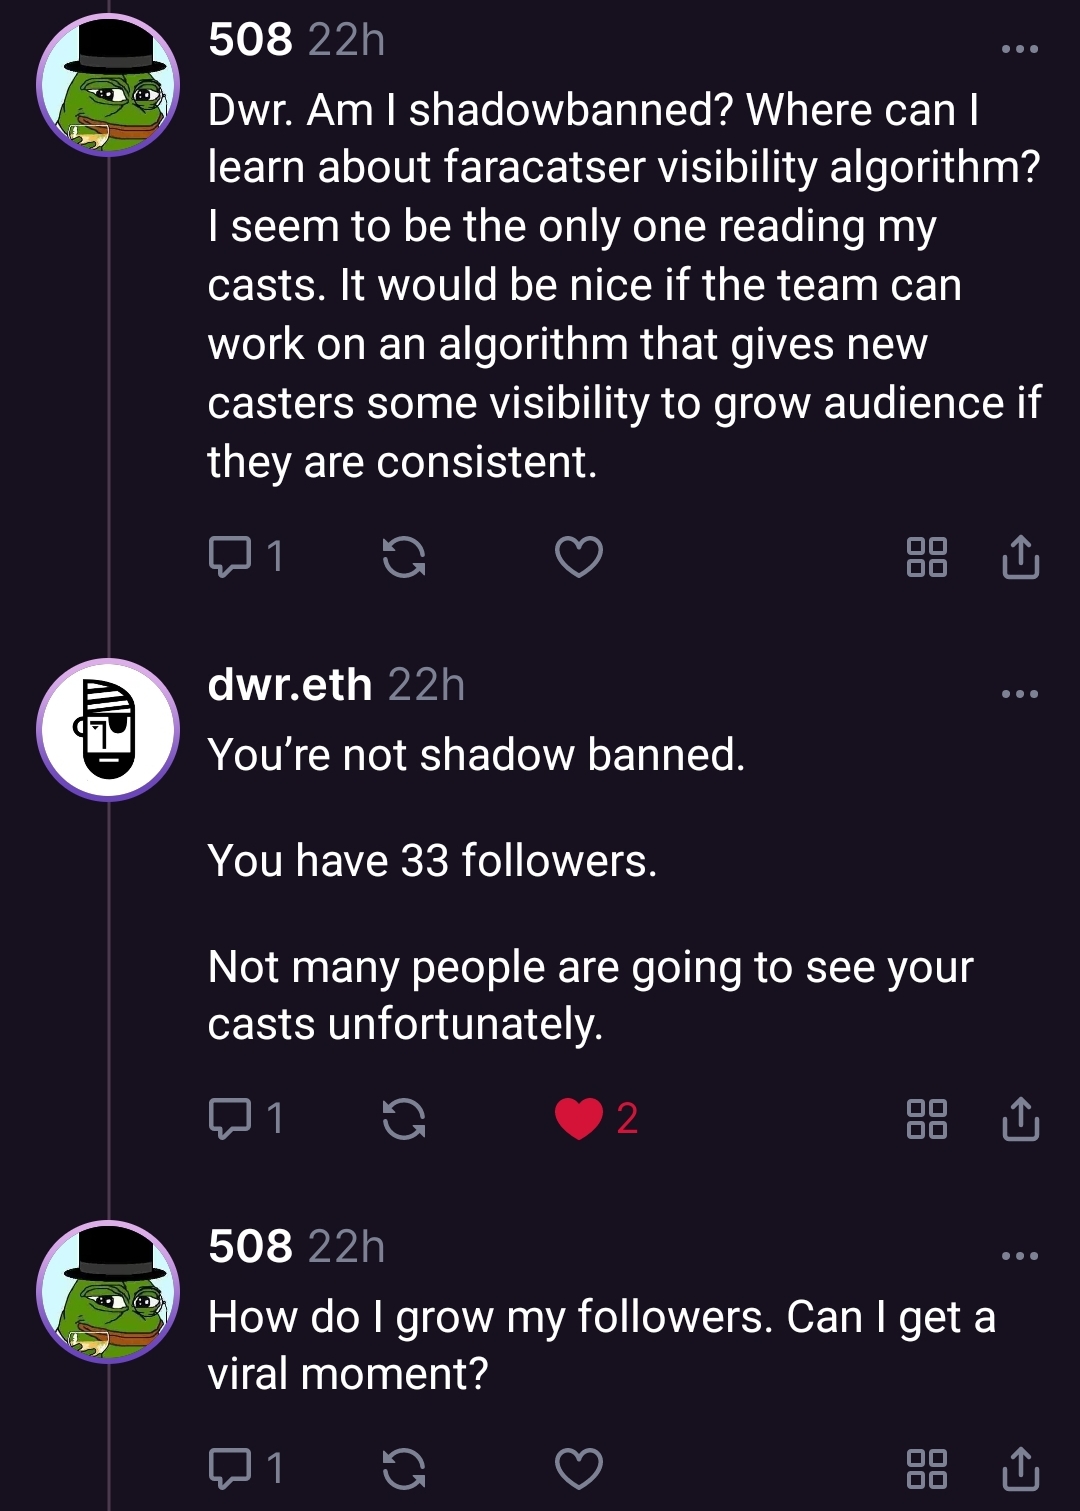 508 22h
Dwr. Am I shadowbanned? Where can I
learn about faracatser visibility algorithm?
I seem to be the only one reading my
casts. It would be nice if the team can
work on an algorithm that gives new
casters some visibility to grow audience if
they are consistent.
1
dwr.eth 22h
You’re not shadow banned.
You have 33 followers.
Not many people are going to see your
casts unfortunately.
1 2
508 22h
How do I grow my followers. Can I get a
viral moment?
1